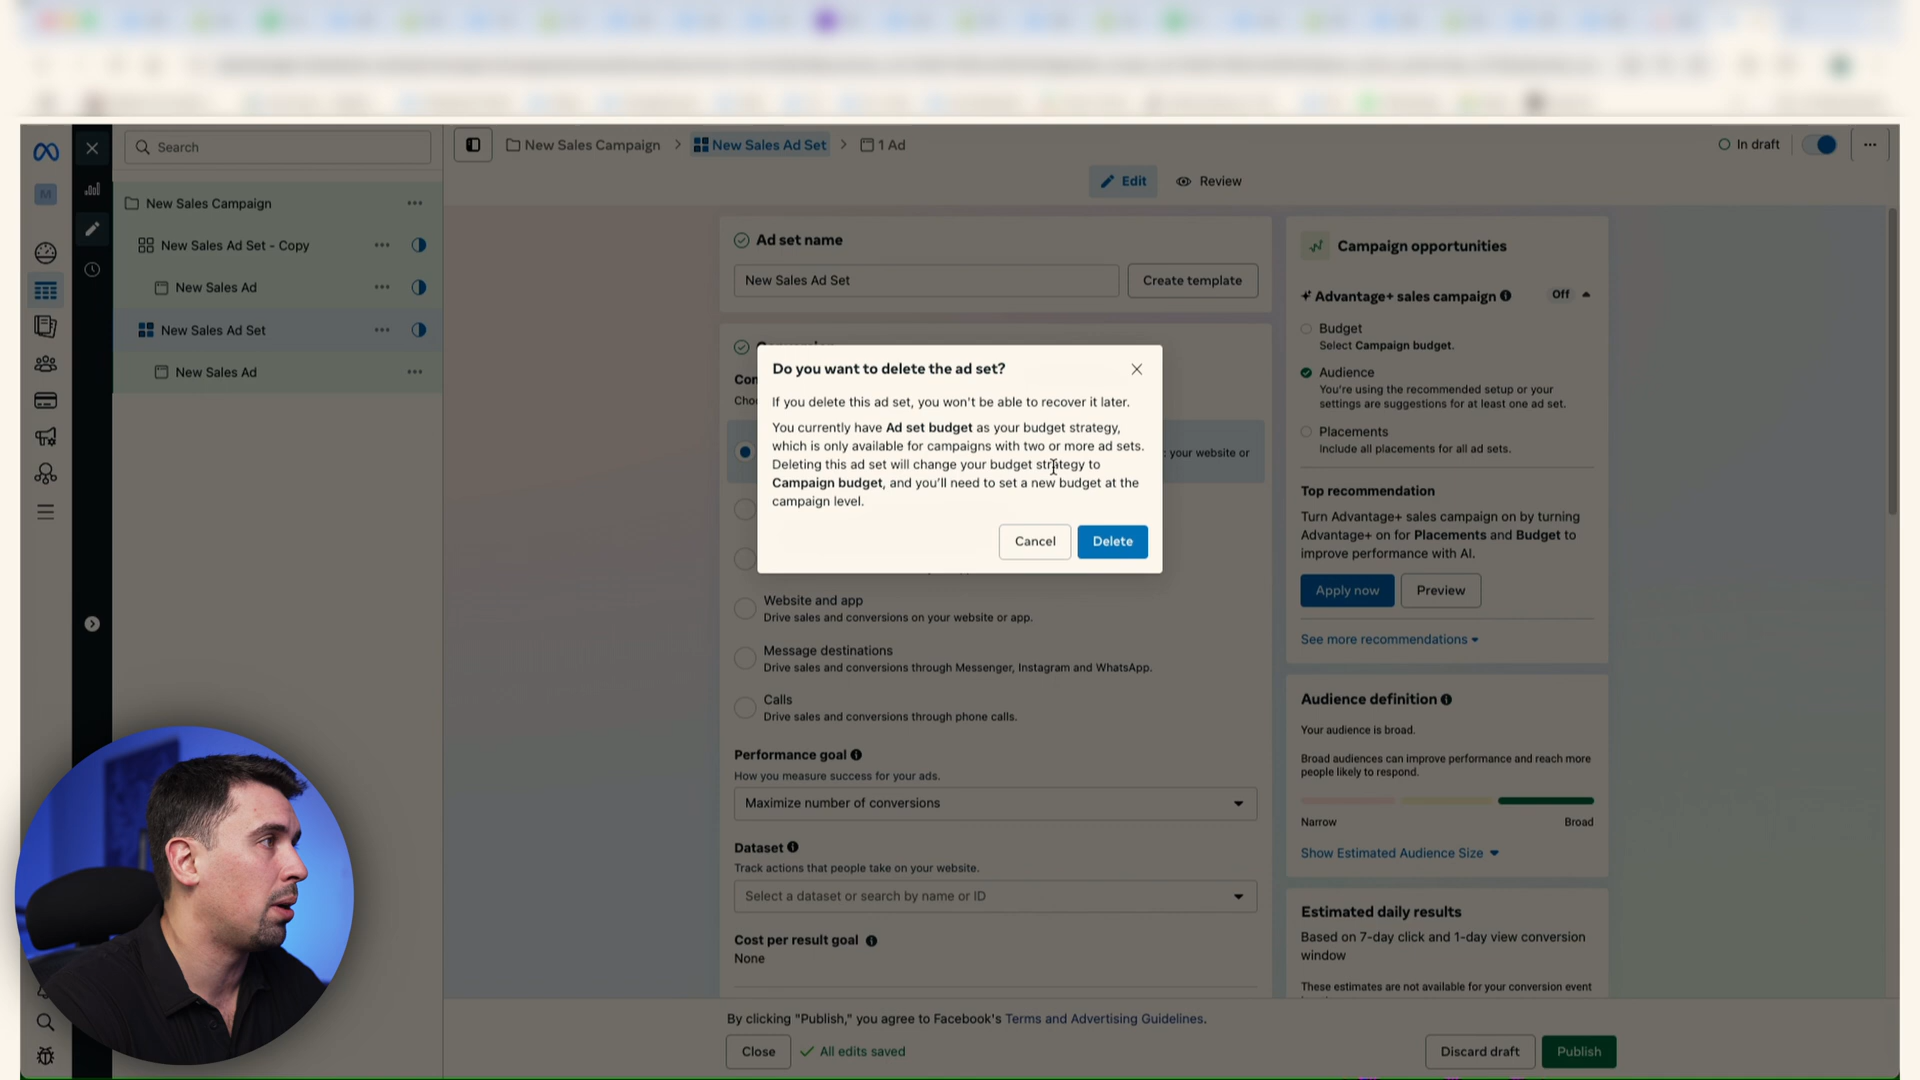 Search
New Sales Campaign
New Sales Ad Set - Copy
New Sales Ad
New Sales Ad Set
New Sales Ad
M
New Sales Campaign > New Sales Ad Set > 1 Ad
In draft
Edit
Review
Ad set name
New Sales Ad Set
Create template
Do you want to delete the ad set?
If you delete this ad set, you won't be able to recover it later.
You currently have Ad set budget as your budget strategy,
which is only available for campaigns with two or more ad sets.
Deleting this ad set will change your budget strategy to
Campaign budget, and you'll need to set a new budget at the
campaign level.
Cancel
Delete
your website or
Website and app
Drive sales and conversions on your website or app.
Message destinations
Drive sales and conversions through Messenger, Instagram and WhatsApp.
Calls
Drive sales and conversions through phone calls.
Performance goal
How you measure success for your ads.
Maximize number of conversions
Dataset
Track actions that people take on your website.
Select a dataset or search by name or ID
Cost per result goal
None
Campaign opportunities
Advantage+ sales campaign
Off
Budget
Select Campaign budget.
Audience
You're using the recommended setup or your
settings are suggestions for at least one ad set.
Placements
Include all placements for all ad sets.
Top recommendation
Turn Advantage+ sales campaign on by turning
Advantage+ on for Placements and Budget to
improve performance with AI.
Apply now
Preview
See more recommendations
Audience definition
Your audience is broad.
Broad audiences can improve performance and reach more
people likely to respond.
Narrow
Broad
Show Estimated Audience Size
Estimated daily results
Based on 7-day click and 1-day view conversion
window
These estimates are not available for your conversion event
By clicking "Publish," you agree to Facebook's Terms and Advertising Guidelines.
Close
All edits saved
Discard draft
Publish